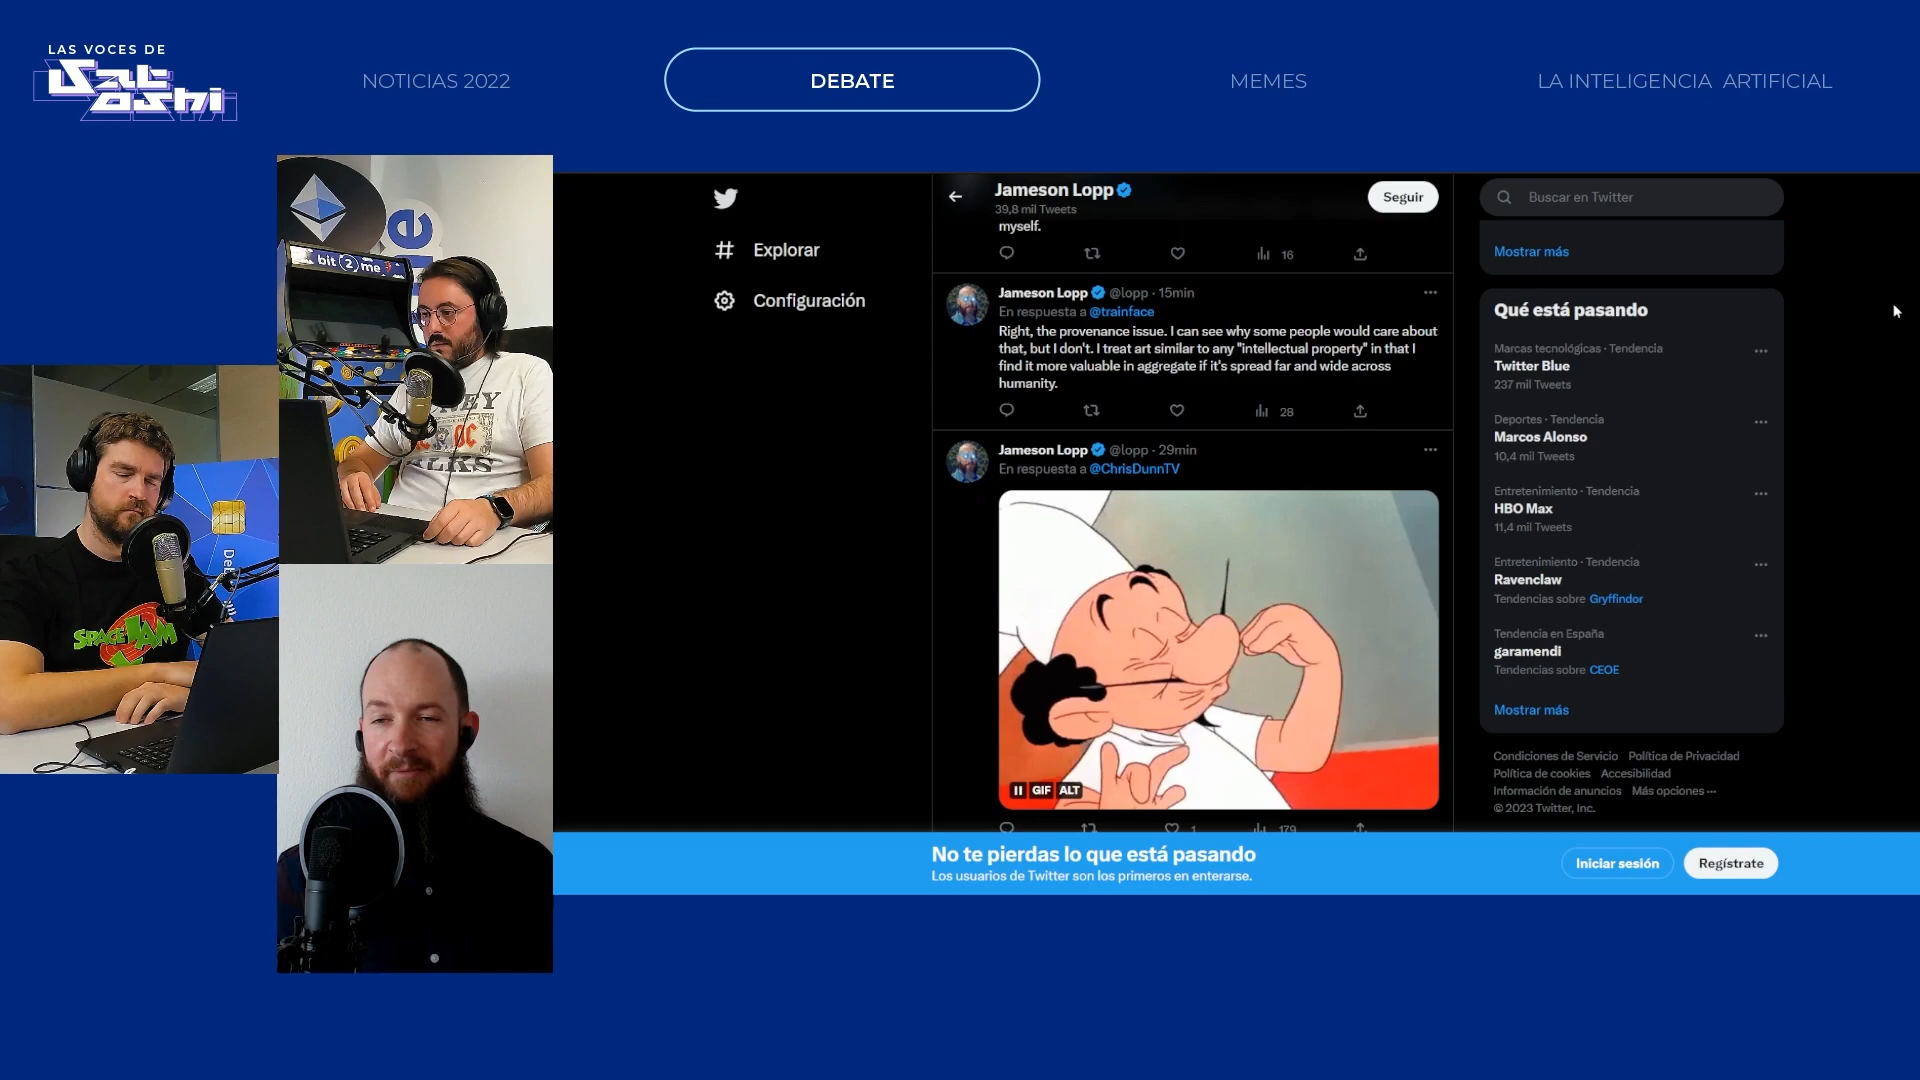 LAS VOCES DE
Satoshi
NOTICIAS 2022
DEBATE
MEMES
LA INTELIGENCIA ARTIFICIAL
bit2me
SPACE JAM
Explorar
Configuración
Jameson Lopp
39,8 mil Tweets
Seguir
myself.
16
Jameson Lopp @lopp · 15min
En respuesta a @trainface
Right, the provenance issue. I can see why some people would care about
that, but I don't. I treat art similar to any "intellectual property" in that I
find it more valuable in aggregate if it's spread far and wide across
humanity.
28
Jameson Lopp @lopp · 29min
En respuesta a @ChrisDunnTV
GIF ALT
1
179
Buscar en Twitter
Mostrar más
Qué está pasando
Marcas tecnológicas · Tendencia
Twitter Blue
237 mil Tweets
Deportes · Tendencia
Marcos Alonso
10,4 mil Tweets
Entretenimiento · Tendencia
HBO Max
11,4 mil Tweets
Entretenimiento · Tendencia
Ravenclaw
Tendencias sobre Gryffindor
Tendencia en España
garamendi
Tendencias sobre CEOE
Mostrar más
Condiciones de Servicio Política de Privacidad
Política de cookies Accesibilidad
Información de anuncios Más opciones ···
© 2023 Twitter, Inc.
No te pierdas lo que está pasando
Los usuarios de Twitter son los primeros en enterarse.
Iniciar sesión
Regístrate